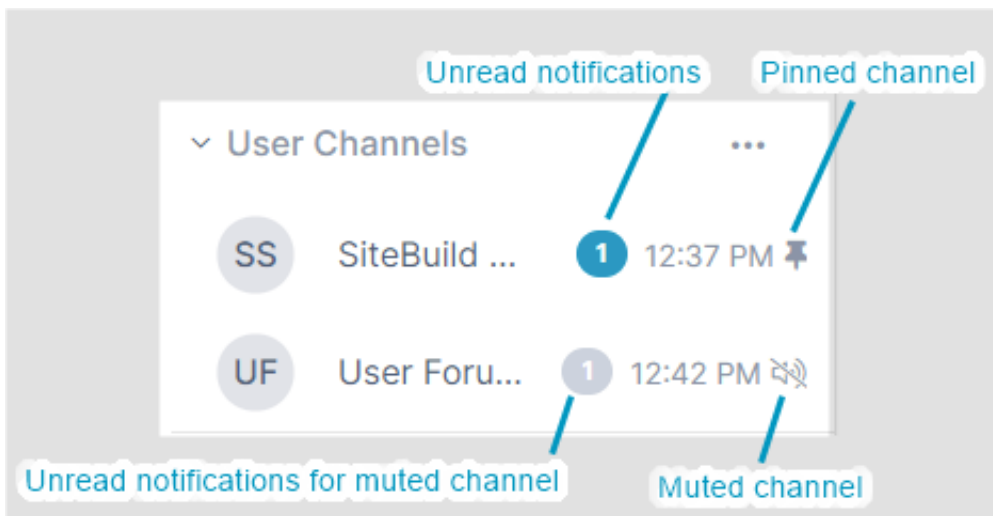 Unread notifications
Pinned channel
User Channels
SS SiteBuild ... 1 12:37 PM
UF User Foru... 1 12:42 PM
Unread notifications for muted channel
Muted channel